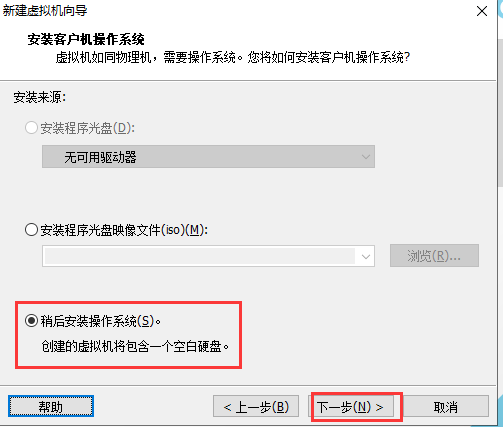 新建虚拟机向导
安装客户机操作系统
虚拟机如同物理机，需要操作系统。您将如何安装客户机操作系统?
安装来源:
安装程序光盘(D):
无可用驱动器
安装程序光盘映像文件(iso)(M):
浏览(R)...
稍后安装操作系统(S)。
创建的虚拟机将包含一个空白硬盘。
帮助
< 上一步(B)
下一步(N) >
取消